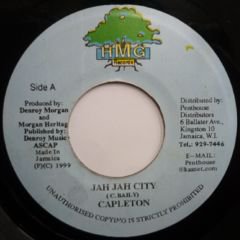 HMG
Records
Side A
Produced by:
Denroy Morgan
and
Morgan Heritage
Published by:
Denroy Music
ASCAP
Made In
Jamaica
(P)(C) 1999
Distributed by:
Penthouse
Distributors
6 Ballater Ave.,
Kingston 10
Jamaica, W.I.
Tel.: 929-7446
E-MAIL:
Penthouse
@kasnet.com
JAH JAH CITY
(C. BAILY)
CAPLETON
UNAUTHORISED COPYING IS STRICTLY PROHIBITED